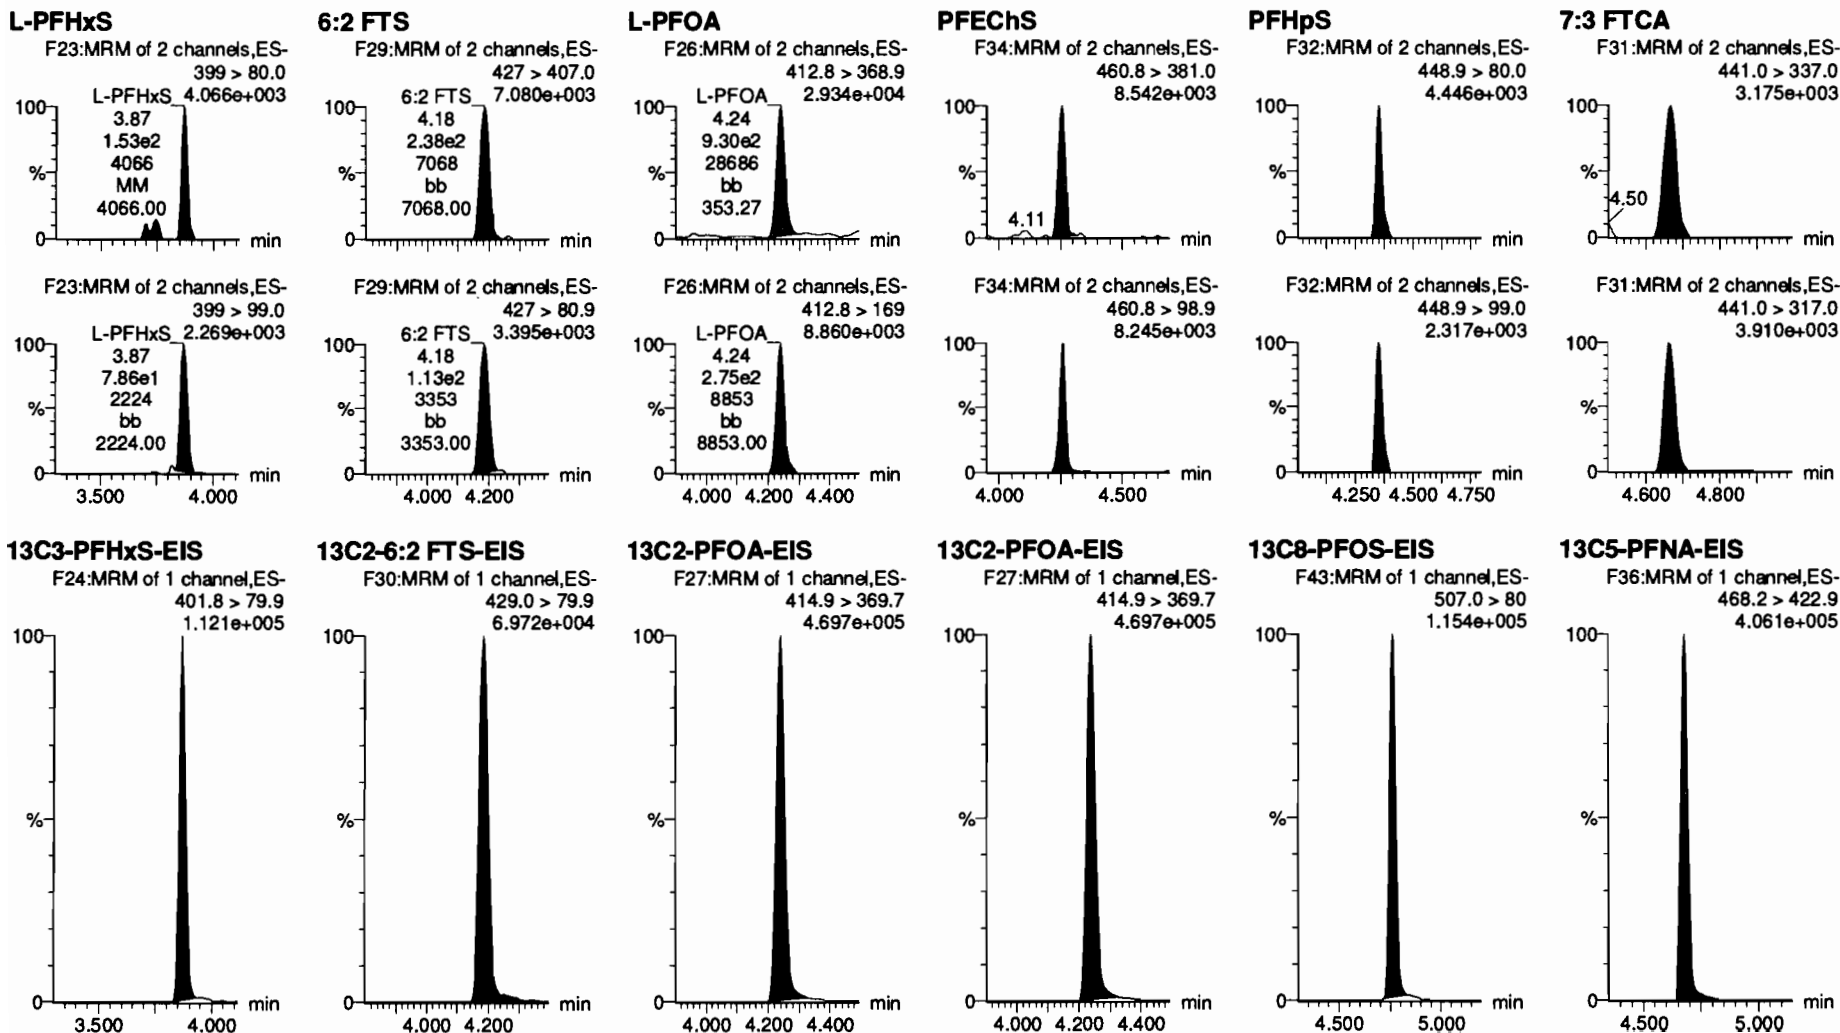 L-PFHxS
F23:MRM of 2 channels,ES-
399 > 80.0
L-PFHxS 4.066e+003
100
3.87
1.53e2
4066
%
MM
4066.00
0
min
F23:MRM of 2 channels,ES-
399 > 99.0
L-PFHxS 2.269e+003
100
3.87
7.86e1
2224
%
bb
2224.00
0
min
3.500 4.000
6:2 FTS
F29:MRM of 2 channels,ES-
427 > 407.0
6:2 FTS 7.080e+003
100
4.18
2.38e2
7068
%
bb
7068.00
0
min
F29:MRM of 2 channels,ES-
427 > 80.9
6:2 FTS 3.395e+003
100
4.18
1.13e2
3353
%
bb
3353.00
0
min
4.000 4.200
L-PFOA
F26:MRM of 2 channels,ES-
412.8 > 368.9
L-PFOA 2.934e+004
100
4.24
9.30e2
28686
%
bb
353.27
0
min
F26:MRM of 2 channels,ES-
412.8 > 169
L-PFOA 8.860e+003
100
4.24
2.75e2
8853
%
bb
8853.00
0
min
4.000 4.200 4.400
PFEChS
F34:MRM of 2 channels,ES-
460.8 > 381.0
8.542e+003
100
%
4.11
0
min
F34:MRM of 2 channels,ES-
460.8 > 98.9
8.245e+003
100
%
0
min
4.000 4.500
PFHpS
F32:MRM of 2 channels,ES-
448.9 > 80.0
4.446e+003
100
%
0
min
F32:MRM of 2 channels,ES-
448.9 > 99.0
2.317e+003
100
%
0
min
4.250 4.500 4.750
7:3 FTCA
F31:MRM of 2 channels,ES-
441.0 > 337.0
3.175e+003
100
%
4.50
0
min
F31:MRM of 2 channels,ES-
441.0 > 317.0
3.910e+003
100
%
0
min
4.600 4.800
13C3-PFHxS-EIS
F24:MRM of 1 channel,ES-
401.8 > 79.9
1.121e+005
100
%
0
min
3.500 4.000
13C2-6:2 FTS-EIS
F30:MRM of 1 channel,ES-
429.0 > 79.9
6.972e+004
100
%
0
min
4.000 4.200
13C2-PFOA-EIS
F27:MRM of 1 channel,ES-
414.9 > 369.7
4.697e+005
100
%
0
min
4.000 4.200 4.400
13C2-PFOA-EIS
F27:MRM of 1 channel,ES-
414.9 > 369.7
4.697e+005
100
%
0
min
4.000 4.200 4.400
13C8-PFOS-EIS
F43:MRM of 1 channel,ES-
507.0 > 80
1.154e+005
100
%
0
min
4.500 5.000
13C5-PFNA-EIS
F36:MRM of 1 channel,ES-
468.2 > 422.9
4.061e+005
100
%
0
min
4.500 5.000